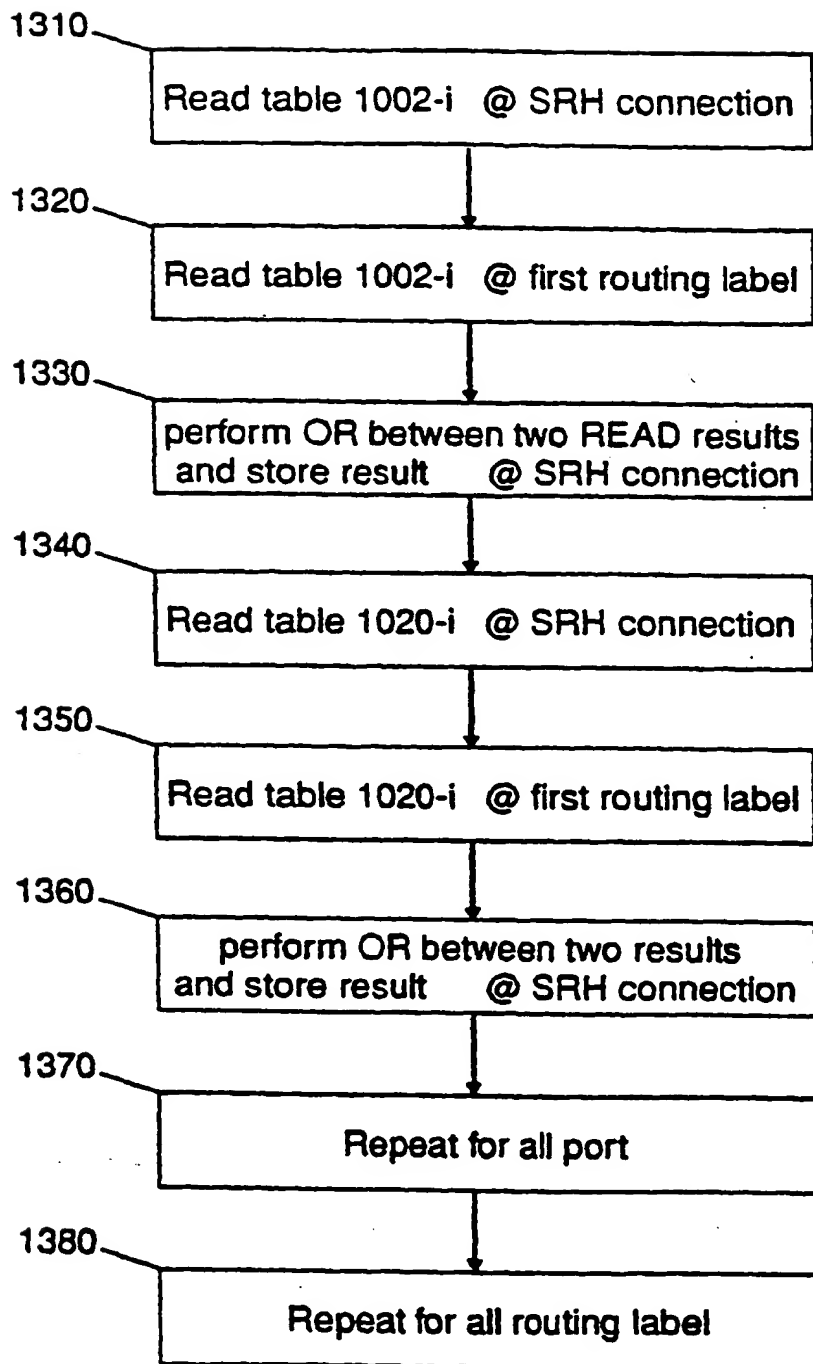 1310
Read table 1002-i @ SRH connection
1320
Read table 1002-i @ first routing label
1330
perform OR between two READ results
and store result @ SRH connection
1340
Read table 1020-i @ SRH connection
1350
Read table 1020-i @ first routing label
1360
perform OR between two results
and store result @ SRH connection
1370
Repeat for all port
1380
Repeat for all routing label